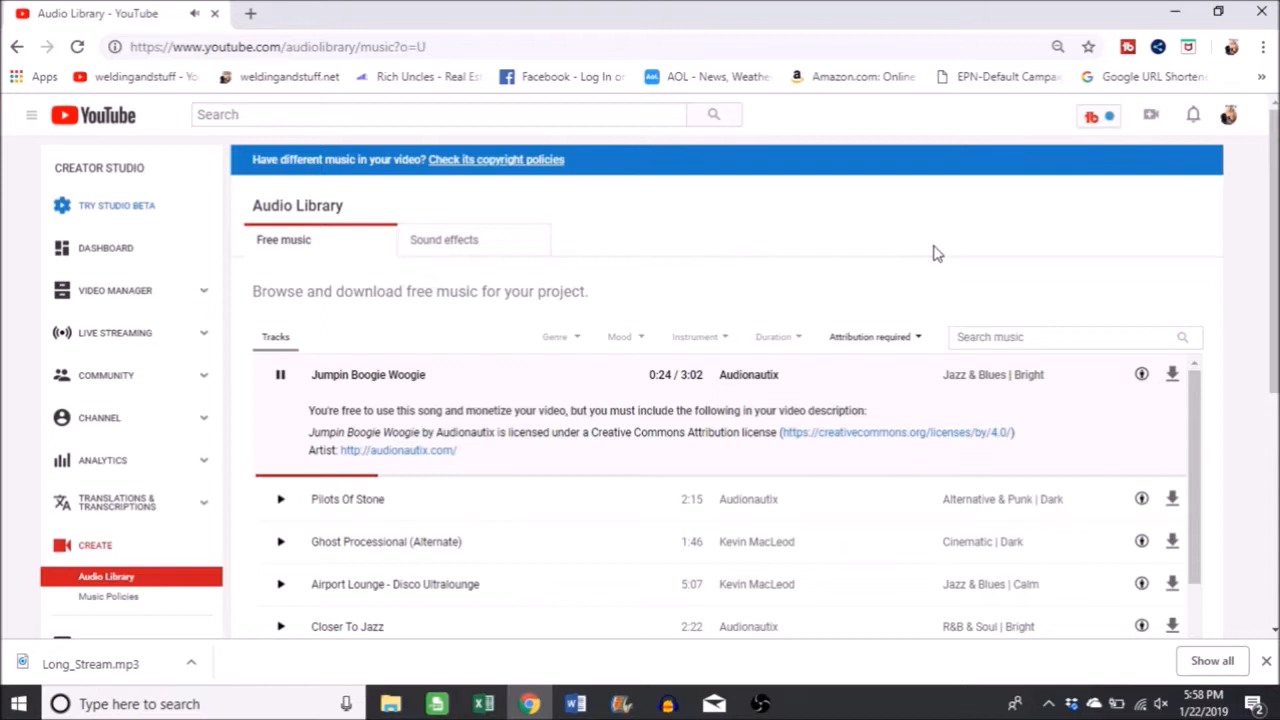 Audio Library - YouTube
https://www.youtube.com/audiolibrary/music?o=U
Apps weldingandstuff - Yo weldingandstuff.net Rich Uncles - Real Es Facebook - Log In or AOL - News, Weathe Amazon.com: Online EPN-Default Campa Google URL Shorten »
YouTube Search
CREATOR STUDIO
TRY STUDIO BETA
DASHBOARD
VIDEO MANAGER
LIVE STREAMING
COMMUNITY
CHANNEL
ANALYTICS
TRANSLATIONS &
TRANSCRIPTIONS
CREATE
Audio Library
Music Policies
Have different music in your video? Check its copyright policies
Audio Library
Free music Sound effects
Browse and download free music for your project.
Tracks Genre Mood Instrument Duration Attribution required Search music
Jumpin Boogie Woogie 0:24 / 3:02 Audionautix Jazz & Blues | Bright
You're free to use this song and monetize your video, but you must include the following in your video description:
Jumpin Boogie Woogie by Audionautix is licensed under a Creative Commons Attribution license (https://creativecommons.org/licenses/by/4.0/)
Artist: http://audionautix.com/
Pilots Of Stone 2:15 Audionautix Alternative & Punk | Dark
Ghost Processional (Alternate) 1:46 Kevin MacLeod Cinematic | Dark
Airport Lounge - Disco Ultralounge 5:07 Kevin MacLeod Jazz & Blues | Calm
Closer To Jazz 2:22 Audionautix R&B & Soul | Bright
Long_Stream.mp3 Show all
Type here to search
5:58 PM
1/22/2019
2